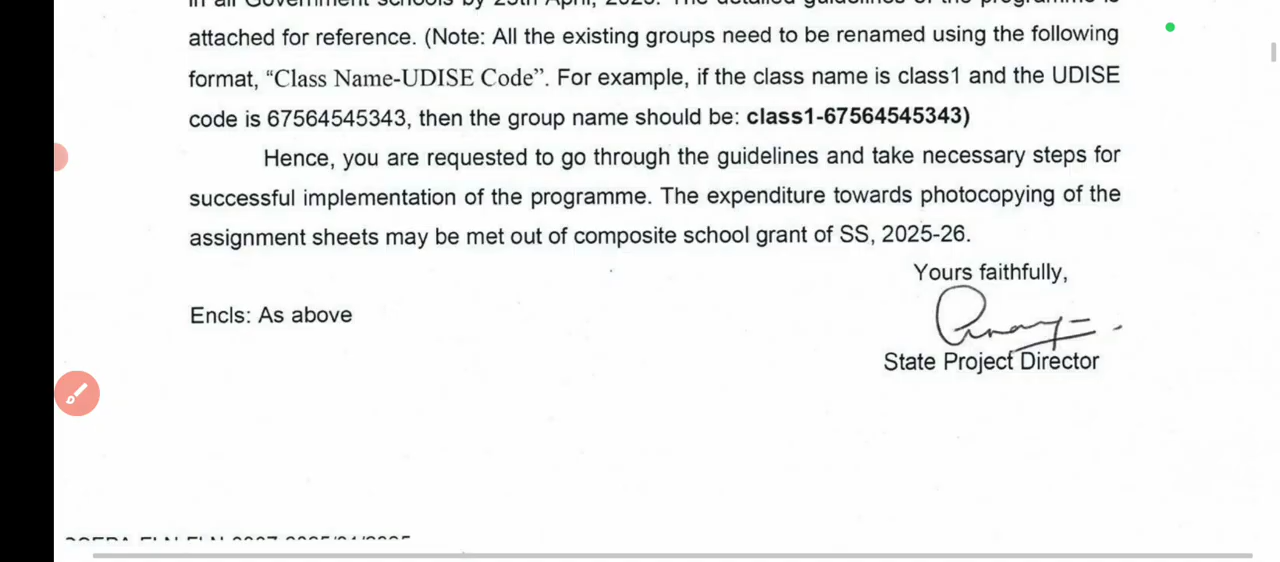 attached for reference. (Note: All the existing groups need to be renamed using the following
format, “Class Name-UDISE Code”. For example, if the class name is class1 and the UDISE
code is 67564545343, then the group name should be: class1-67564545343)
Hence, you are requested to go through the guidelines and take necessary steps for
successful implementation of the programme. The expenditure towards photocopying of the
assignment sheets may be met out of composite school grant of SS, 2025-26.
Yours faithfully,
Encls: As above
State Project Director